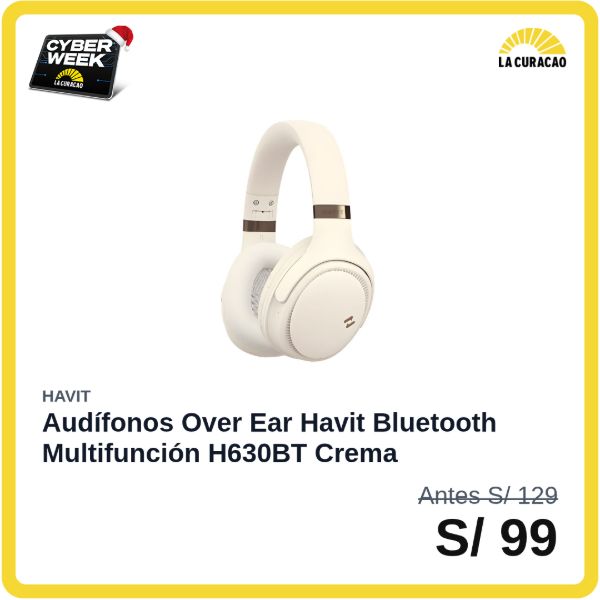 CYBER
WEEK
LA CURACAO
LA CURACAO
HAVIT
Audífonos Over Ear Havit Bluetooth
Multifunción H630BT Crema
Antes S/ 129
S/ 99